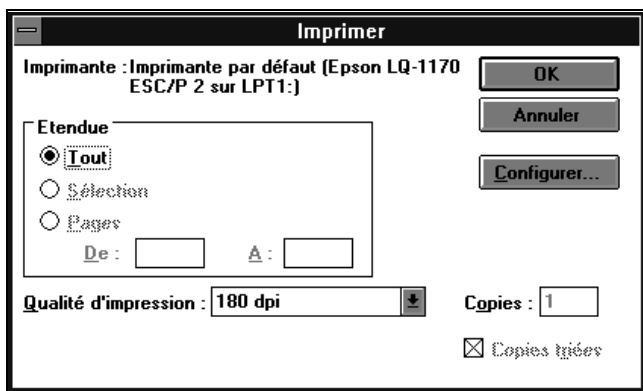 Imprimer
Imprimante : Imprimante par défaut (Epson LQ-1170
ESC/P 2 sur LPT1:)
OK
Annuler
Configurer...
Etendue
Tout
Sélection
Pages
De : A :
Qualité d'impression : 180 dpi
Copies : 1
Copies triées